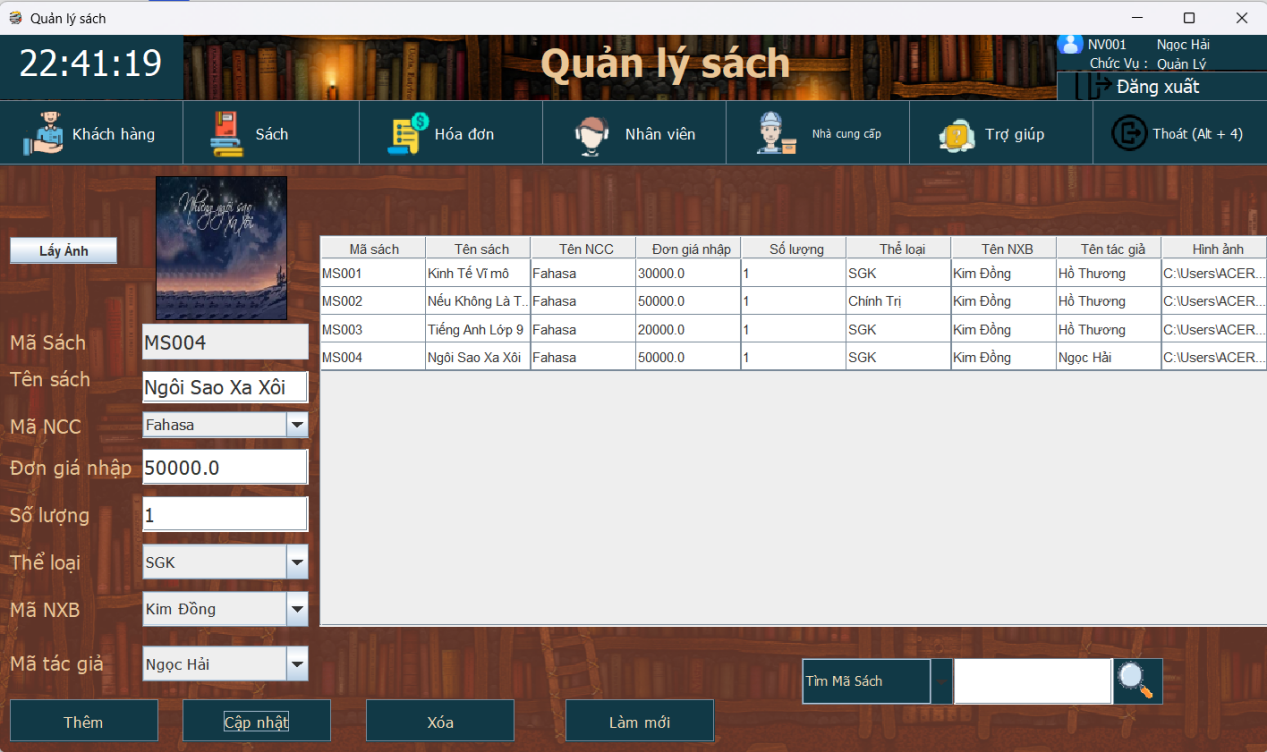 Quản lý sách
22:41:19
Quản lý sách
NV001 Ngọc Hải
Chức Vụ : Quản Lý
Đăng xuất
Khách hàng
Sách
Hóa đơn
Nhân viên
Nhà cung cấp
Trợ giúp
Thoát (Alt + 4)
Những ngôi sao
Xa Xôi
Lấy Ảnh
Mã Sách MS004
Tên sách Ngôi Sao Xa Xôi
Mã NCC Fahasa
Đơn giá nhập 50000.0
Số lượng 1
Thể loại SGK
Mã NXB Kim Đồng
Mã tác giả Ngọc Hải
Mã sách Tên sách Tên NCC Đơn giá nhập Số lượng Thể loại Tên NXB Tên tác giả Hình ảnh
MS001 Kinh Tế Vĩ mô Fahasa 30000.0 1 SGK Kim Đồng Hồ Thương C:\Users\ACER...
MS002 Nếu Không Là T... Fahasa 50000.0 1 Chính Trị Kim Đồng Hồ Thương C:\Users\ACER...
MS003 Tiếng Anh Lớp 9 Fahasa 20000.0 1 SGK Kim Đồng Hồ Thương C:\Users\ACER...
MS004 Ngôi Sao Xa Xôi Fahasa 50000.0 1 SGK Kim Đồng Ngọc Hải C:\Users\ACER...
Tìm Mã Sách
Thêm
Cập nhật
Xóa
Làm mới